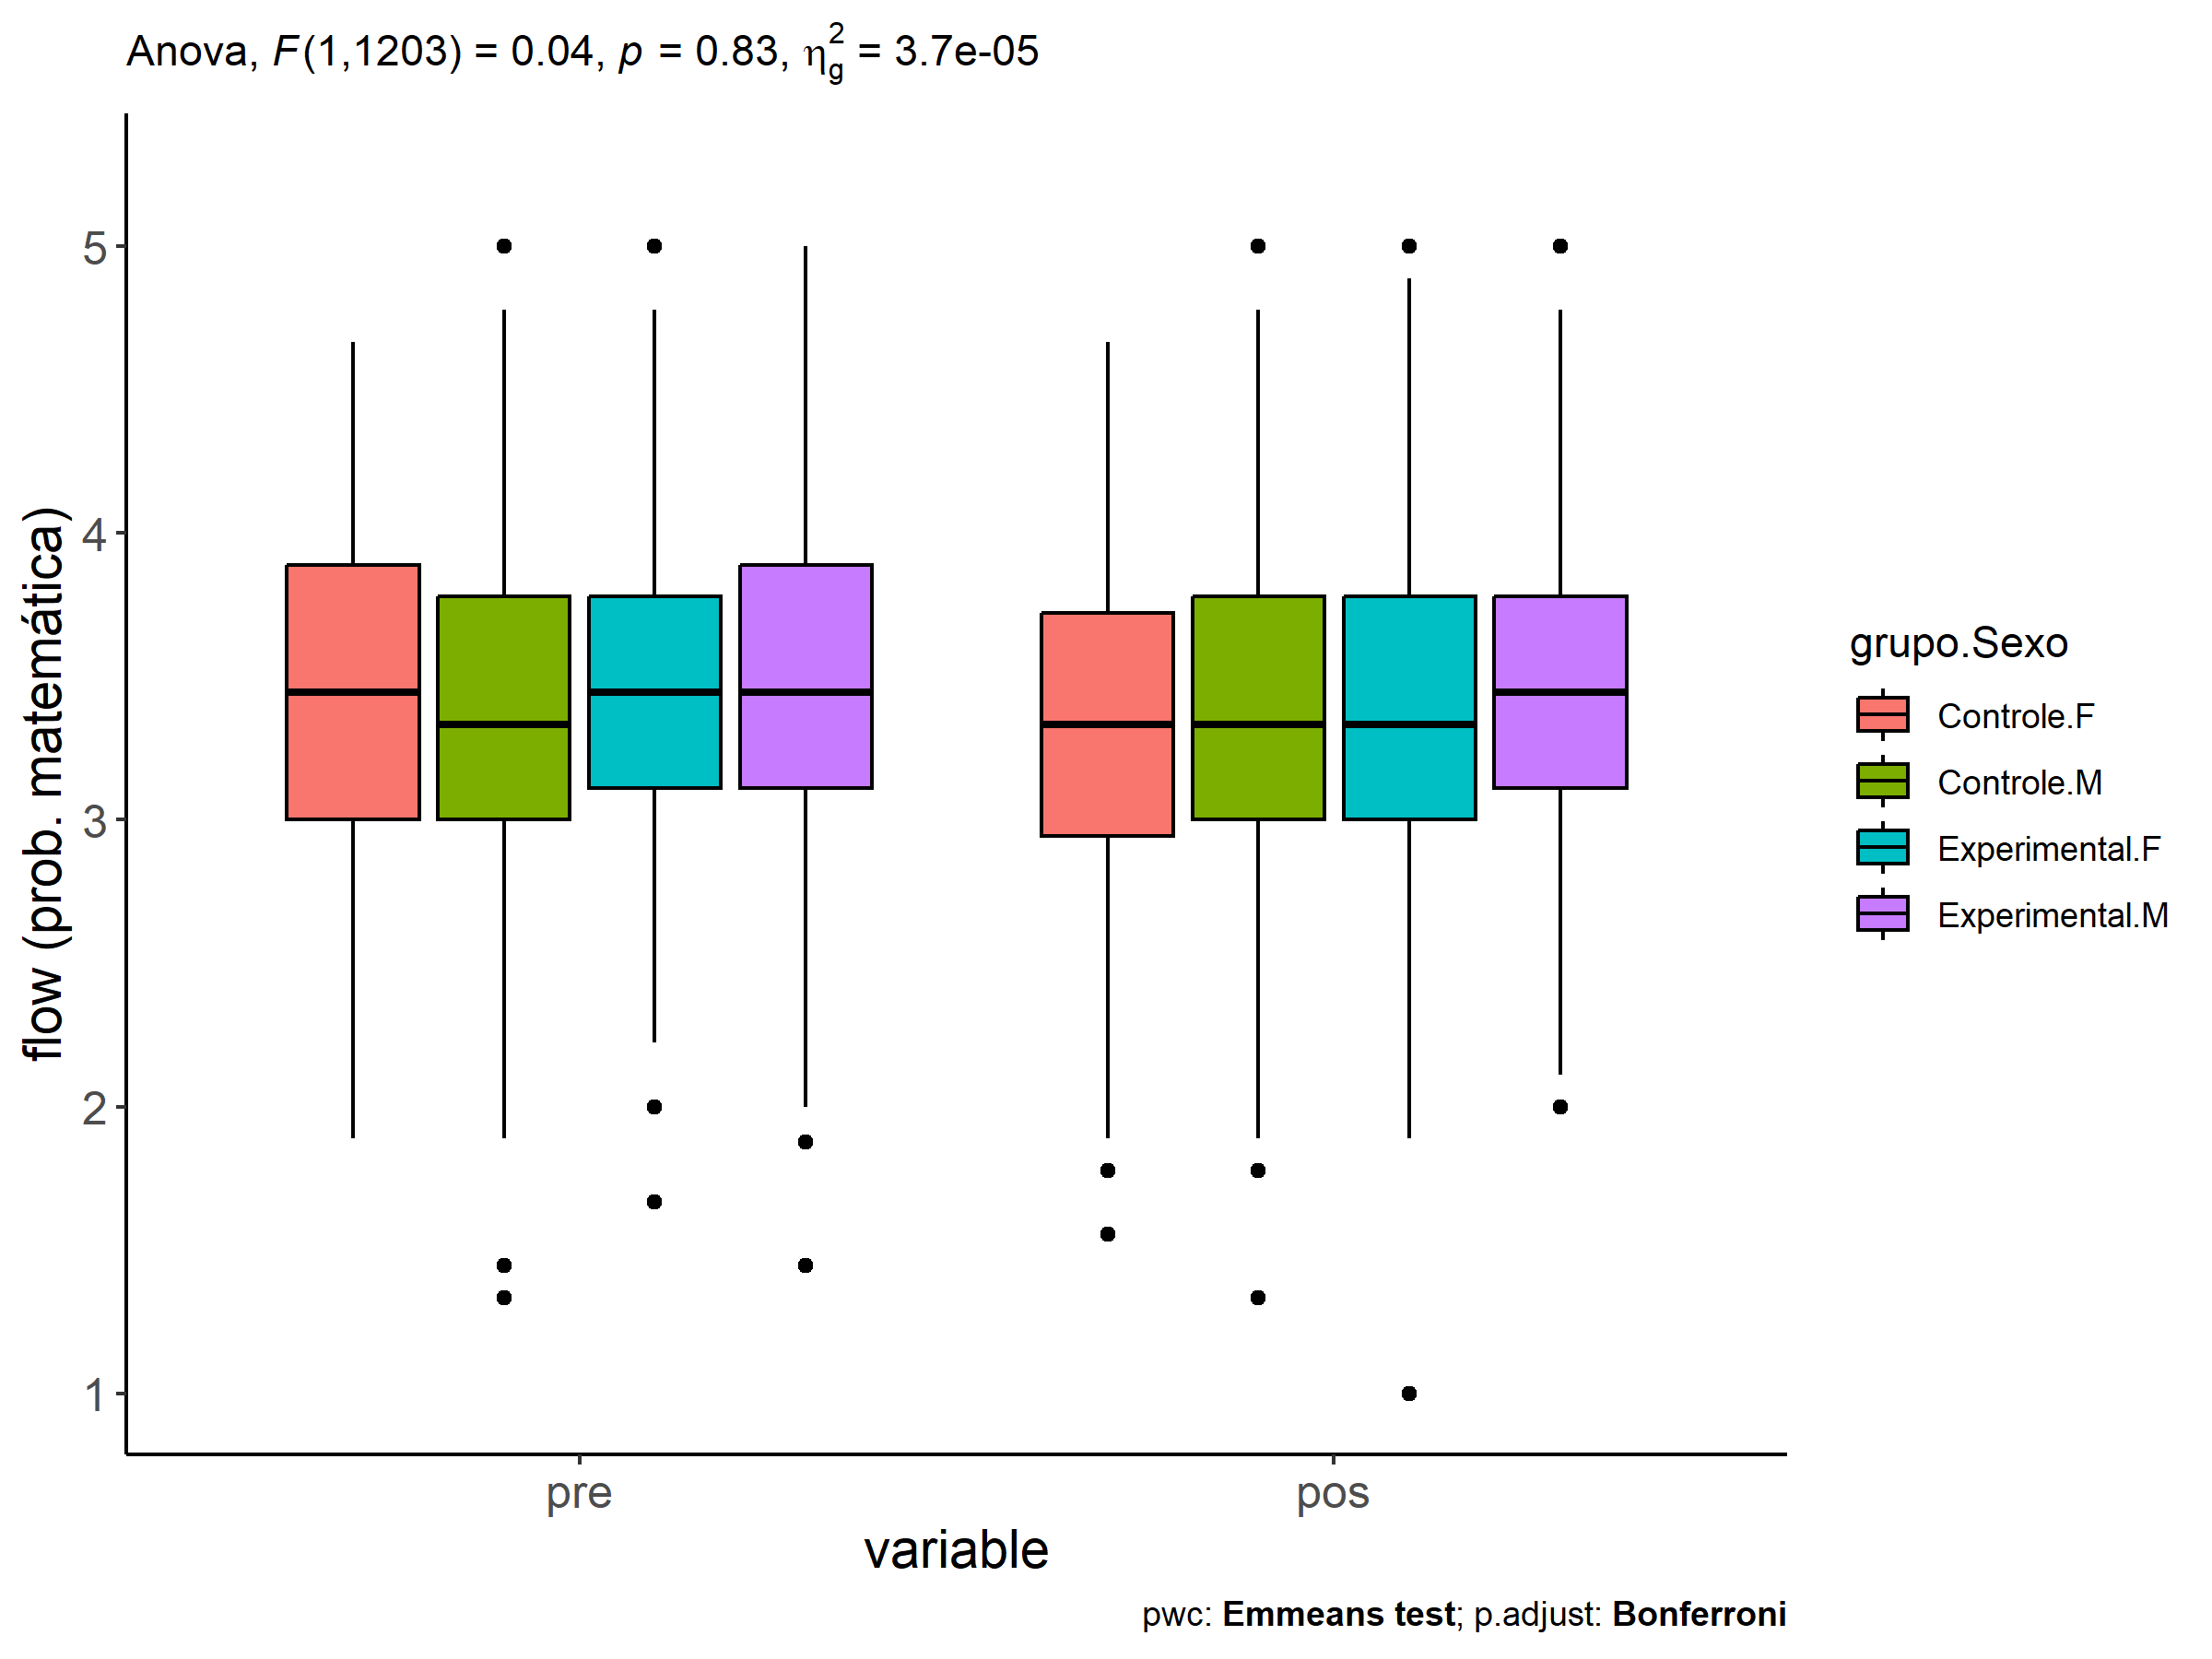 Anova, F(1,1203) = 0.04, p = 0.83, η²g = 3.7e-05
flow (prob. matemática)
5
4
3
2
1
pre
pos
variable
grupo.Sexo
Controle.F
Controle.M
Experimental.F
Experimental.M
pwc: Emmeans test; p.adjust: Bonferroni